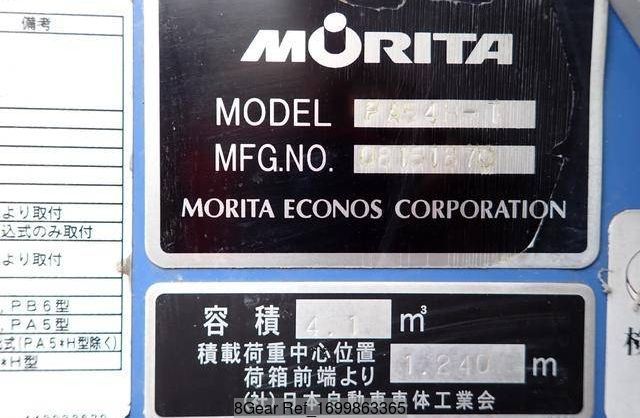 備考
より取付
込式のみ取付
より取付
, PB6型
, PA5型
式(PA5*H型除く)
*H型
MORITA
MODEL PA54H-T
MFG.NO.
MORITA ECONOS CORPORATION
容積 4.1 m³
積載荷重中心位置
荷箱前端より 1.240 m
(社)日本自動車車体工業会
8Gear Ref_1699863365